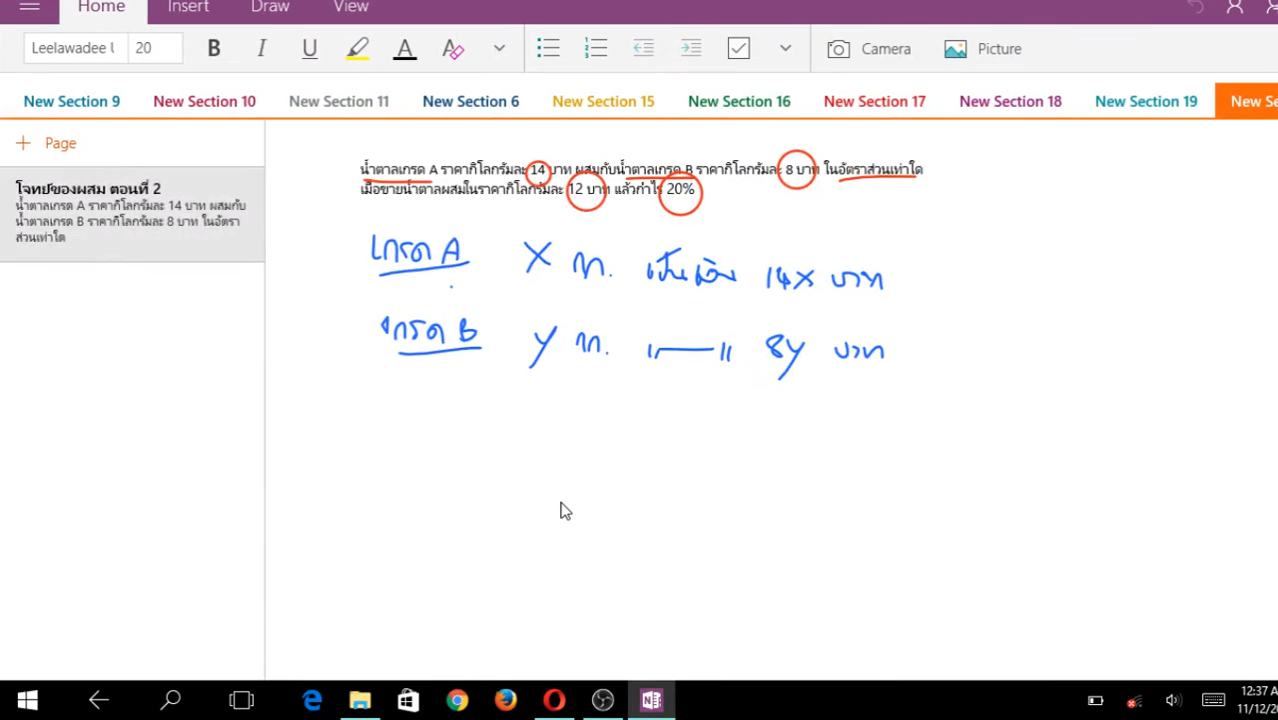 Home Insert Draw View
Leelawadee U 20 B I U A Camera Picture
New Section 9 New Section 10 New Section 11 New Section 6 New Section 15 New Section 16 New Section 17 New Section 18 New Section 19 New Se
+ Page
โจทย์ของผสม ตอนที่ 2
น้ำตาลเกรด A ราคากิโลกรัมละ 14 บาท ผสมกับ
น้ำตาลเกรด B ราคากิโลกรัมละ 8 บาท ในอัตรา
ส่วนเท่าใด
น้ำตาลเกรด A ราคากิโลกรัมละ 14 บาท ผสมกับน้ำตาลเกรด B ราคากิโลกรัมละ 8 บาท ในอัตราส่วนเท่าใด
เมื่อขายน้ำตาลผสมในราคากิโลกรัมละ 12 บาท แล้วกำไร 20%
เกรด A X กก. เป็นเงิน 14X บาท
เกรด B y กก. 8y บาท
12:37 A
11/12/20